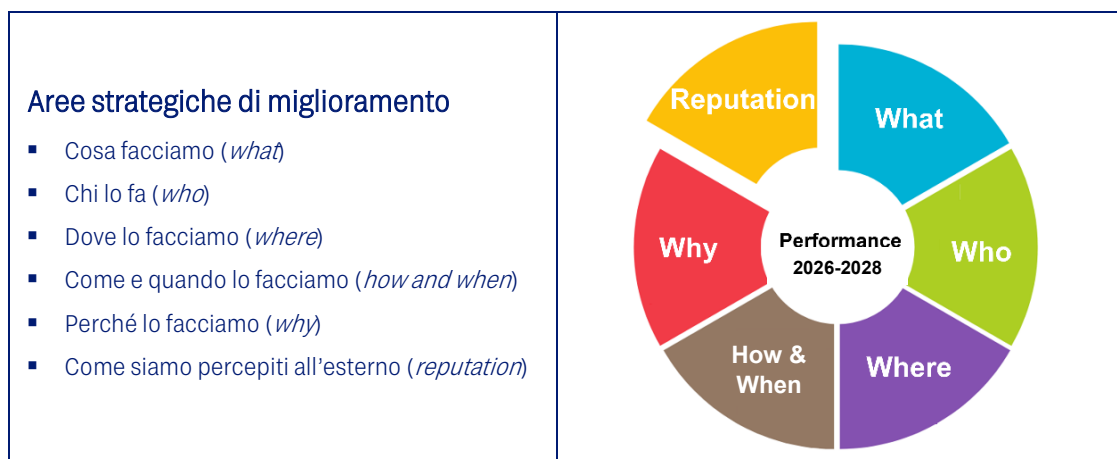 Aree strategiche di miglioramento
▪ Cosa facciamo (what)
▪ Chi lo fa (who)
▪ Dove lo facciamo (where)
▪ Come e quando lo facciamo (how and when)
▪ Perché lo facciamo (why)
▪ Come siamo percepiti all'esterno (reputation)
Reputation
What
Why
Performance
2026-2028
Who
How &
When
Where